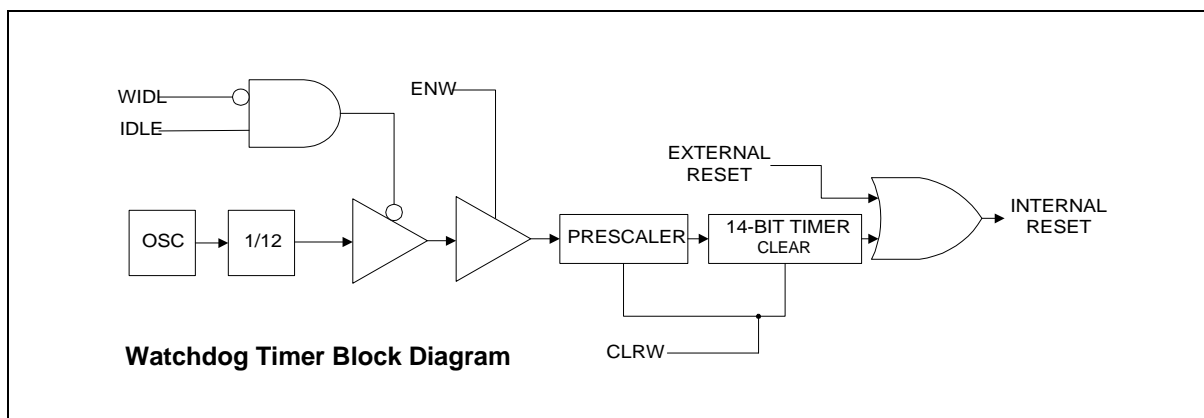 WIDL
IDLE
ENW
EXTERNAL
RESET
OSC
1/12
PRESCALER
14-BIT TIMER
CLEAR
INTERNAL
RESET
CLRW
Watchdog Timer Block Diagram